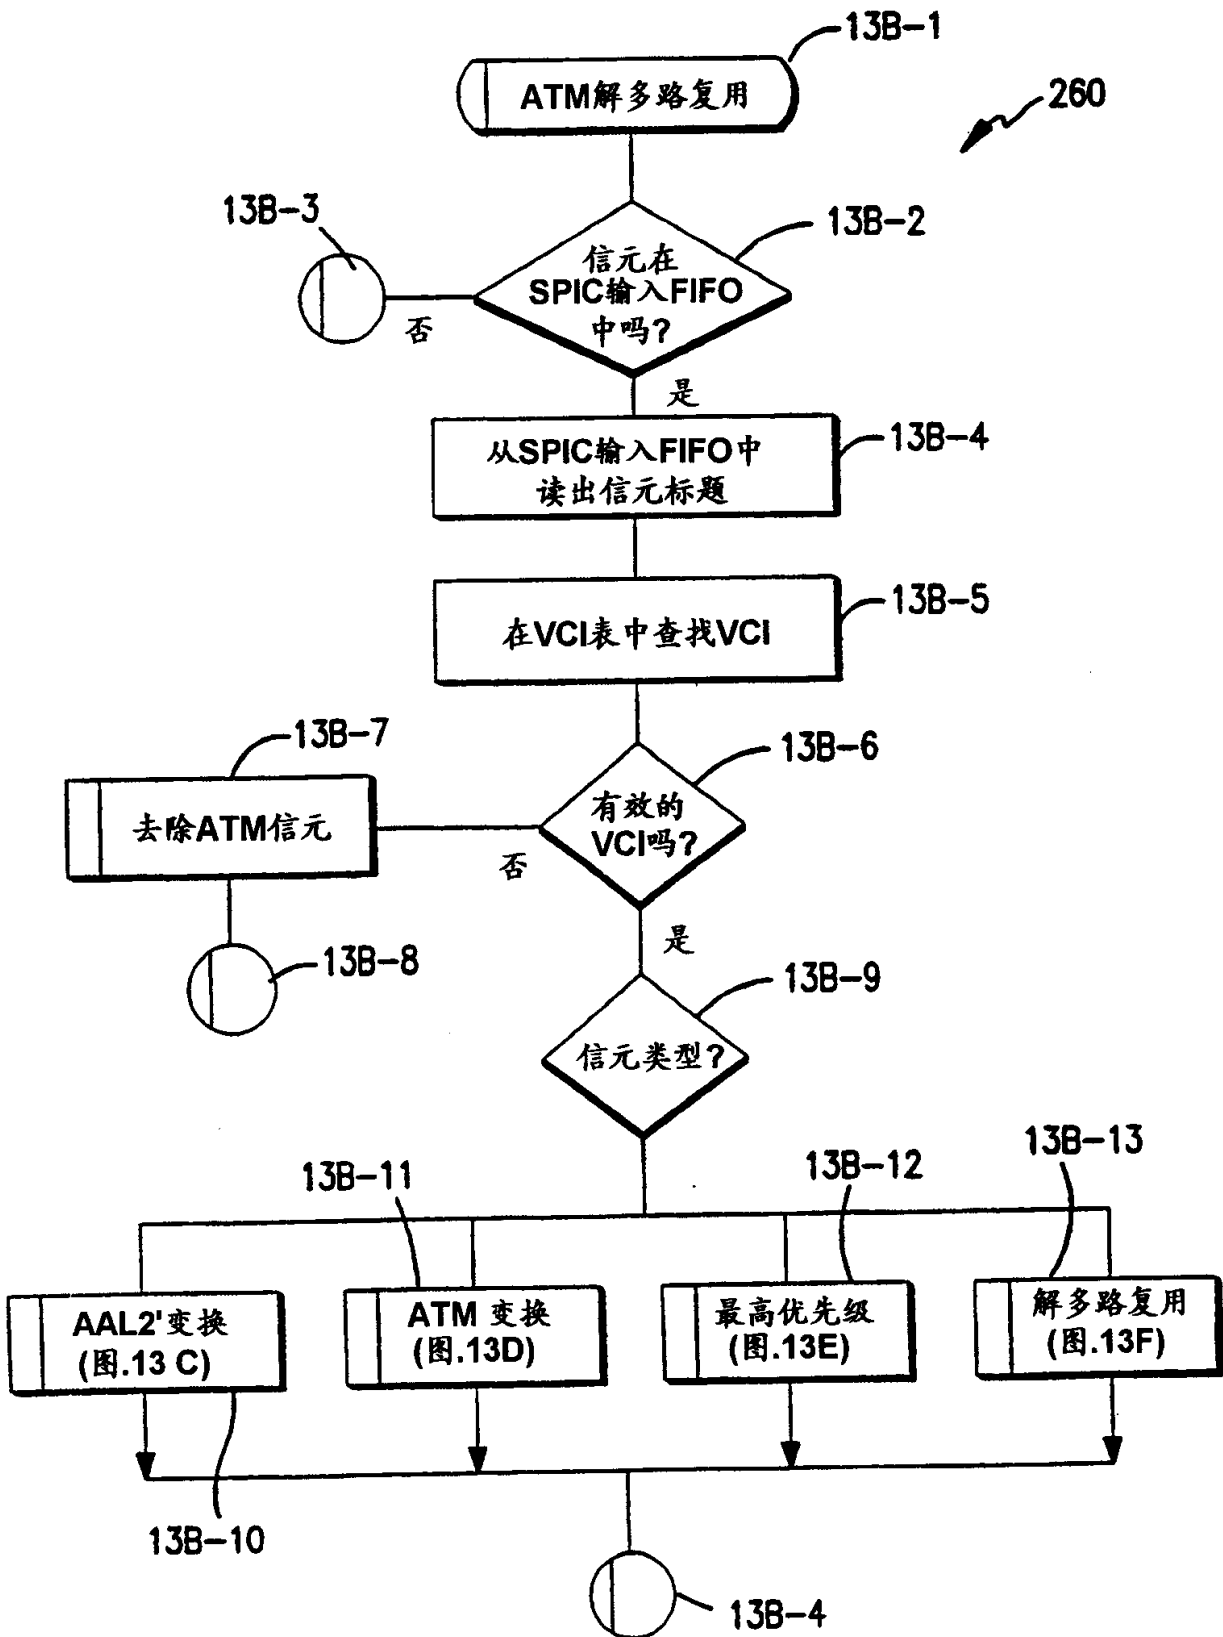 13B-1
ATM解多路复用
260
13B-3
13B-2
信元在
SPIC输入FIFO
中吗?
否
是
13B-4
从SPIC输入FIFO中
读出信元标题
13B-5
在VCI表中查找VCI
13B-7
13B-6
去除ATM信元
有效的
VCI吗?
否
是
13B-8
13B-9
信元类型?
13B-11
13B-12
13B-13
AAL2'变换
(图.13 C)
ATM 变换
(图.13D)
最高优先级
(图.13E)
解多路复用
(图.13F)
13B-10
13B-4